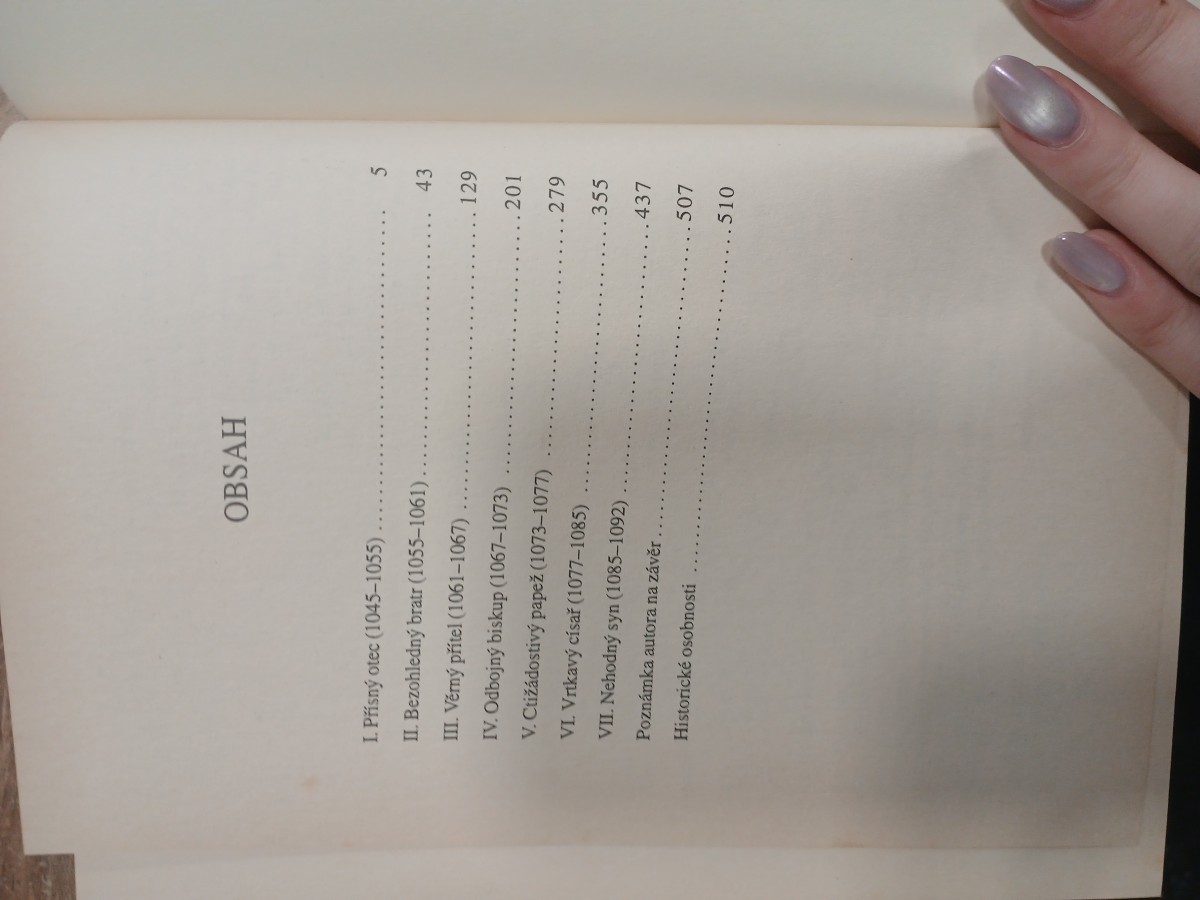 OBSAH
I. Přísný otec (1045–1055) 5
II. Bezohledný bratr (1055–1061) 43
III. Věrný přítel (1061–1067) 129
IV. Odbojný biskup (1067–1073) 201
V. Ctižádostivý papež (1073–1077) 279
VI. Vrtkavý císař (1077–1085) 355
VII. Nehodný syn (1085–1092) 437
Poznámka autora na závěr 507
Historické osobnosti 510